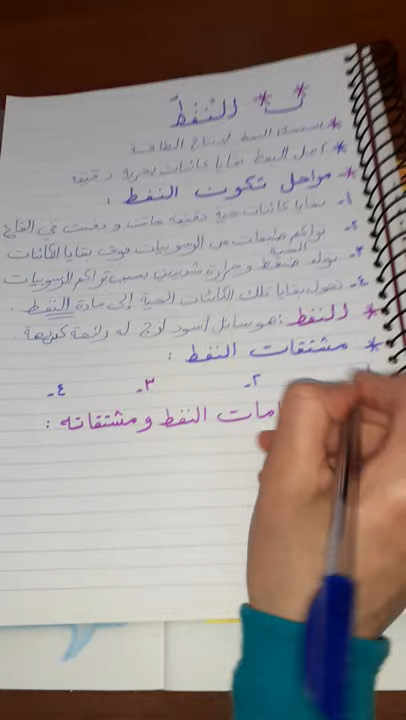 * النفط *
* استخدم النفط لإنتاج الطاقة
* أصل النفط بقايا كائنات بحرية دقيقة
* مراحل تكون النفط :
١- بقايا كائنات حية دقيقة ماتت و دفنت في القاع
٢- تراكم طبقات من الرسوبيات فوق بقايا الكائنات الحية
٣- تولد ضغط وحرارة شديدين بسبب تراكم الرسوبيات
٤- تحول بقايا تلك الكائنات الحية إلى مادة النفط .
* النفط : هو سائل أسود لزج له رائحة كريهة .
* مشتقات النفط :
٢- ٣- ٤-
النفط و مشتقاته :